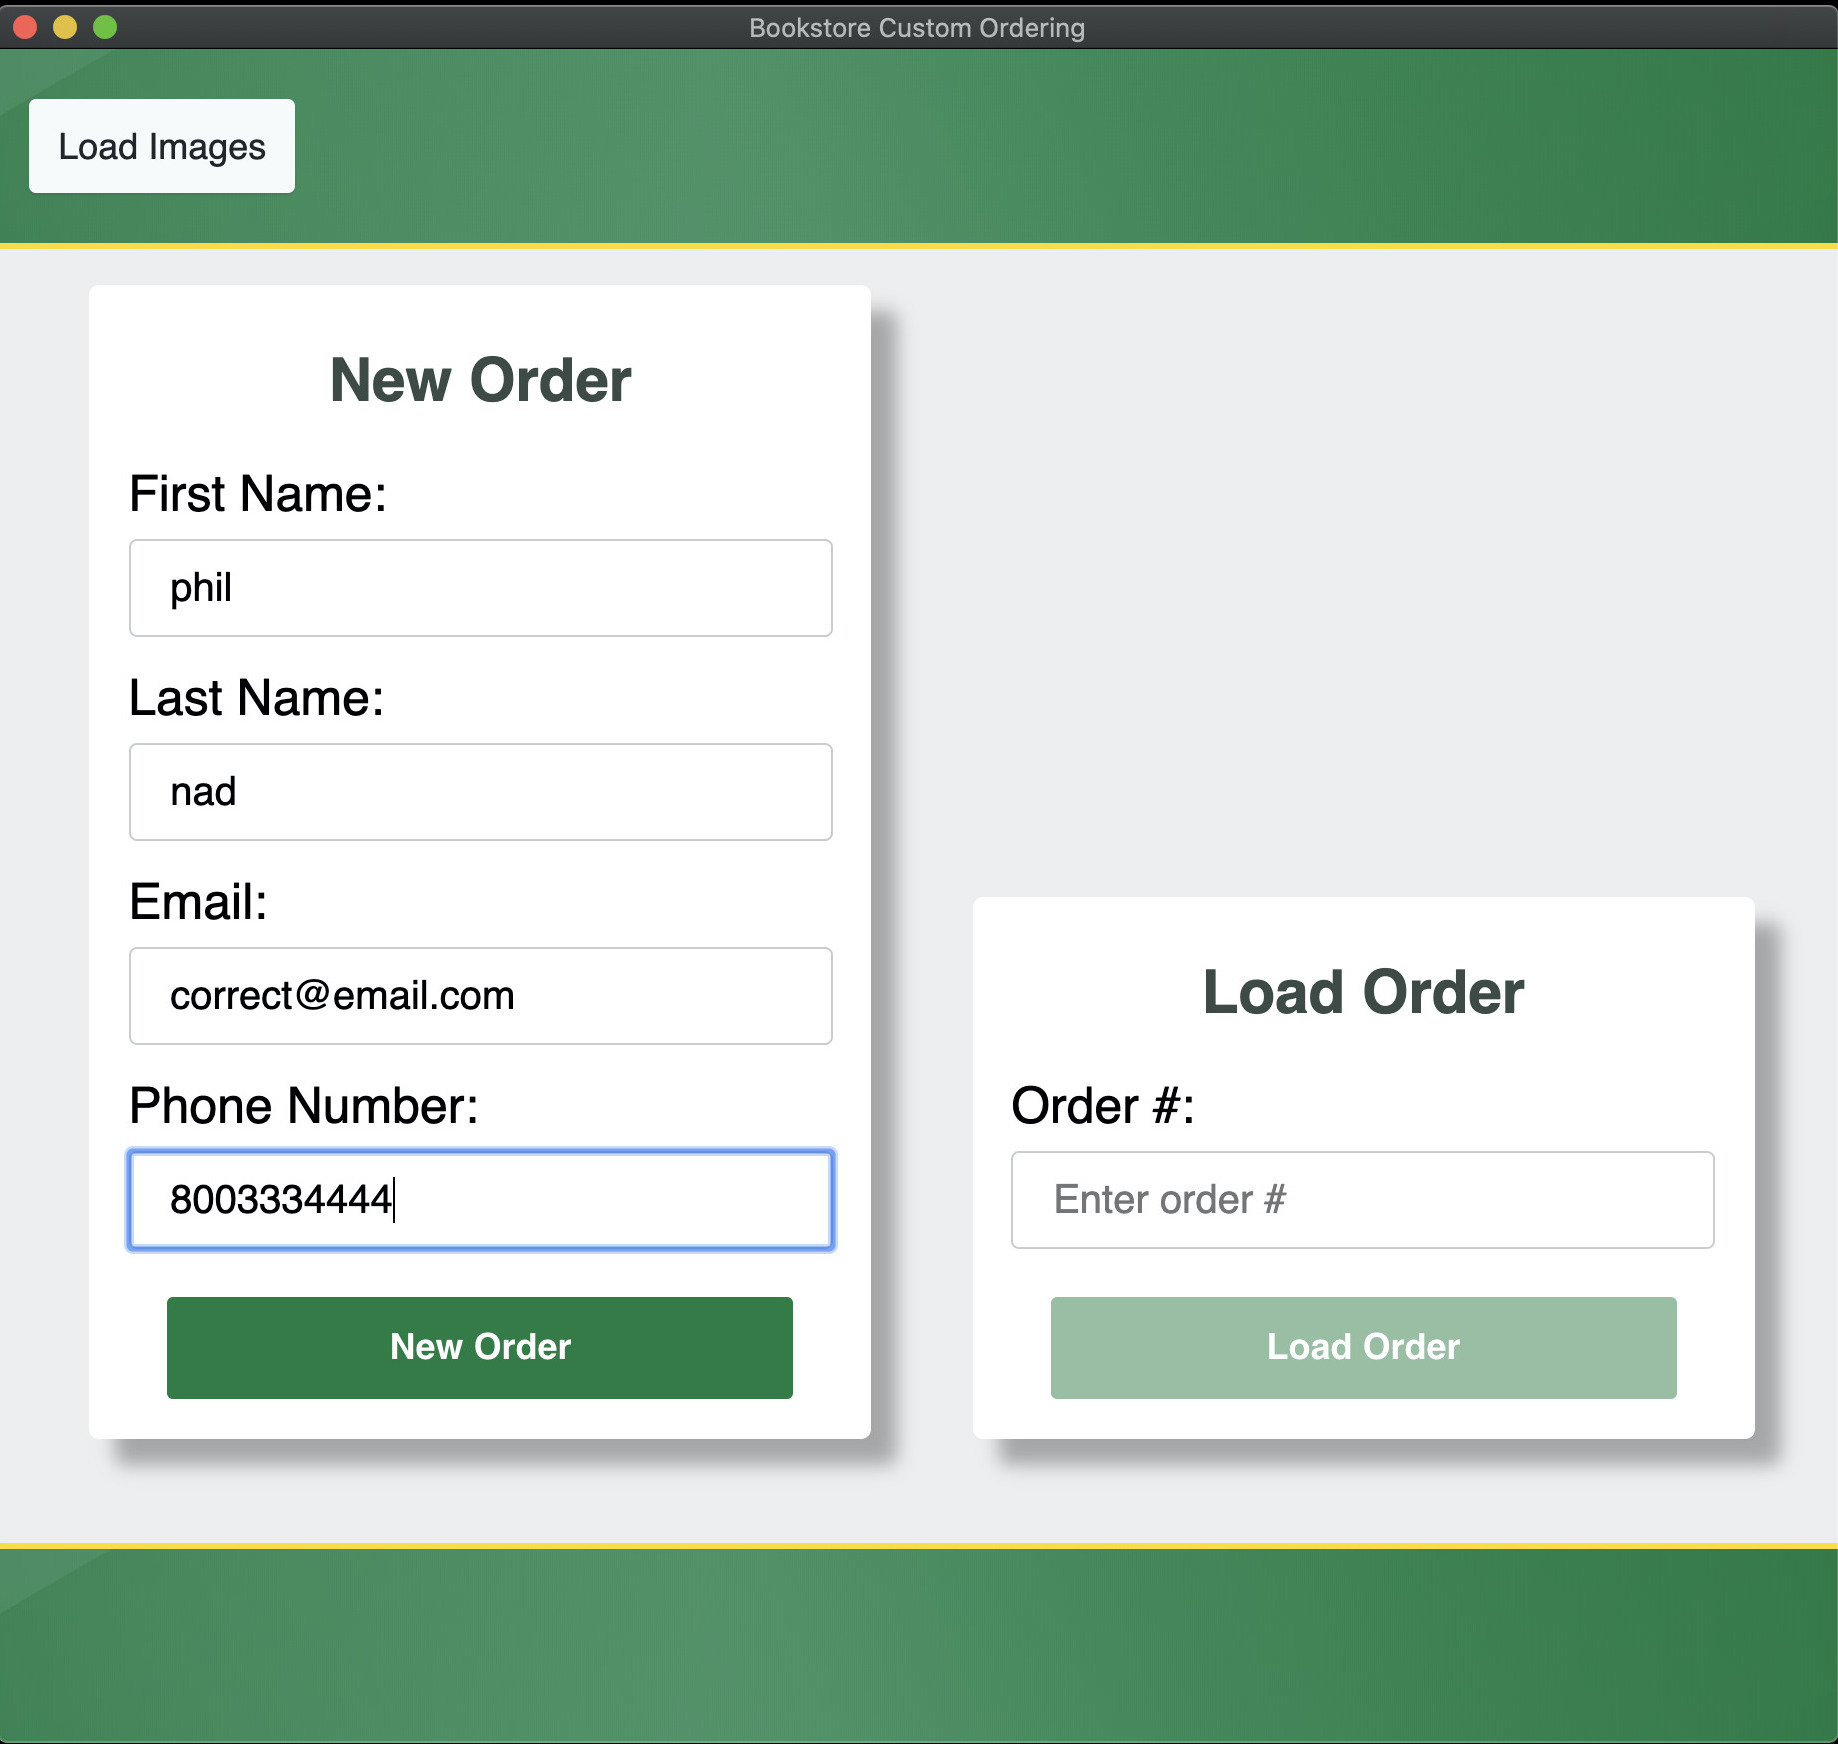 Bookstore Custom Ordering
Load Images
New Order
First Name:
phil
Last Name:
nad
Email:
correct@email.com
Phone Number:
8003334444
New Order
Load Order
Order #:
Enter order #
Load Order